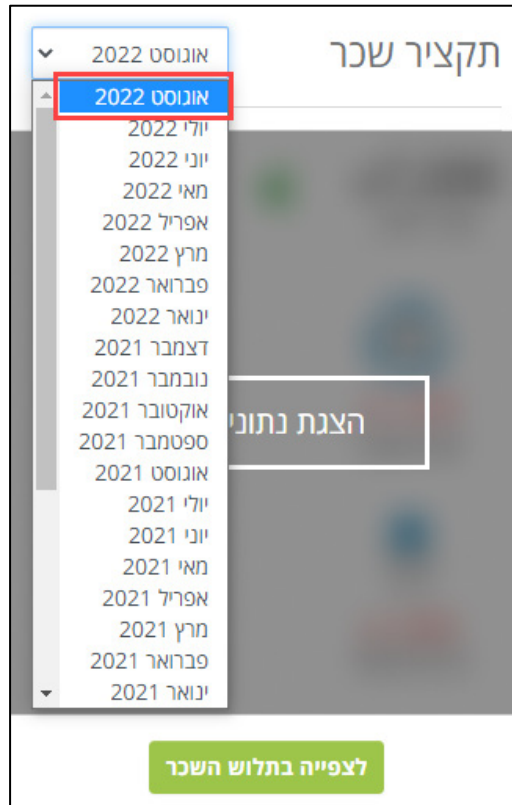 תקציר שכר
אוגוסט 2022
אוגוסט 2022
יולי 2022
יוני 2022
מאי 2022
אפריל 2022
מרץ 2022
פברואר 2022
ינואר 2022
דצמבר 2021
נובמבר 2021
אוקטובר 2021
ספטמבר 2021
אוגוסט 2021
יולי 2021
יוני 2021
מאי 2021
אפריל 2021
מרץ 2021
פברואר 2021
ינואר 2021
הצגת נתוני
לצפייה בתלוש השכר